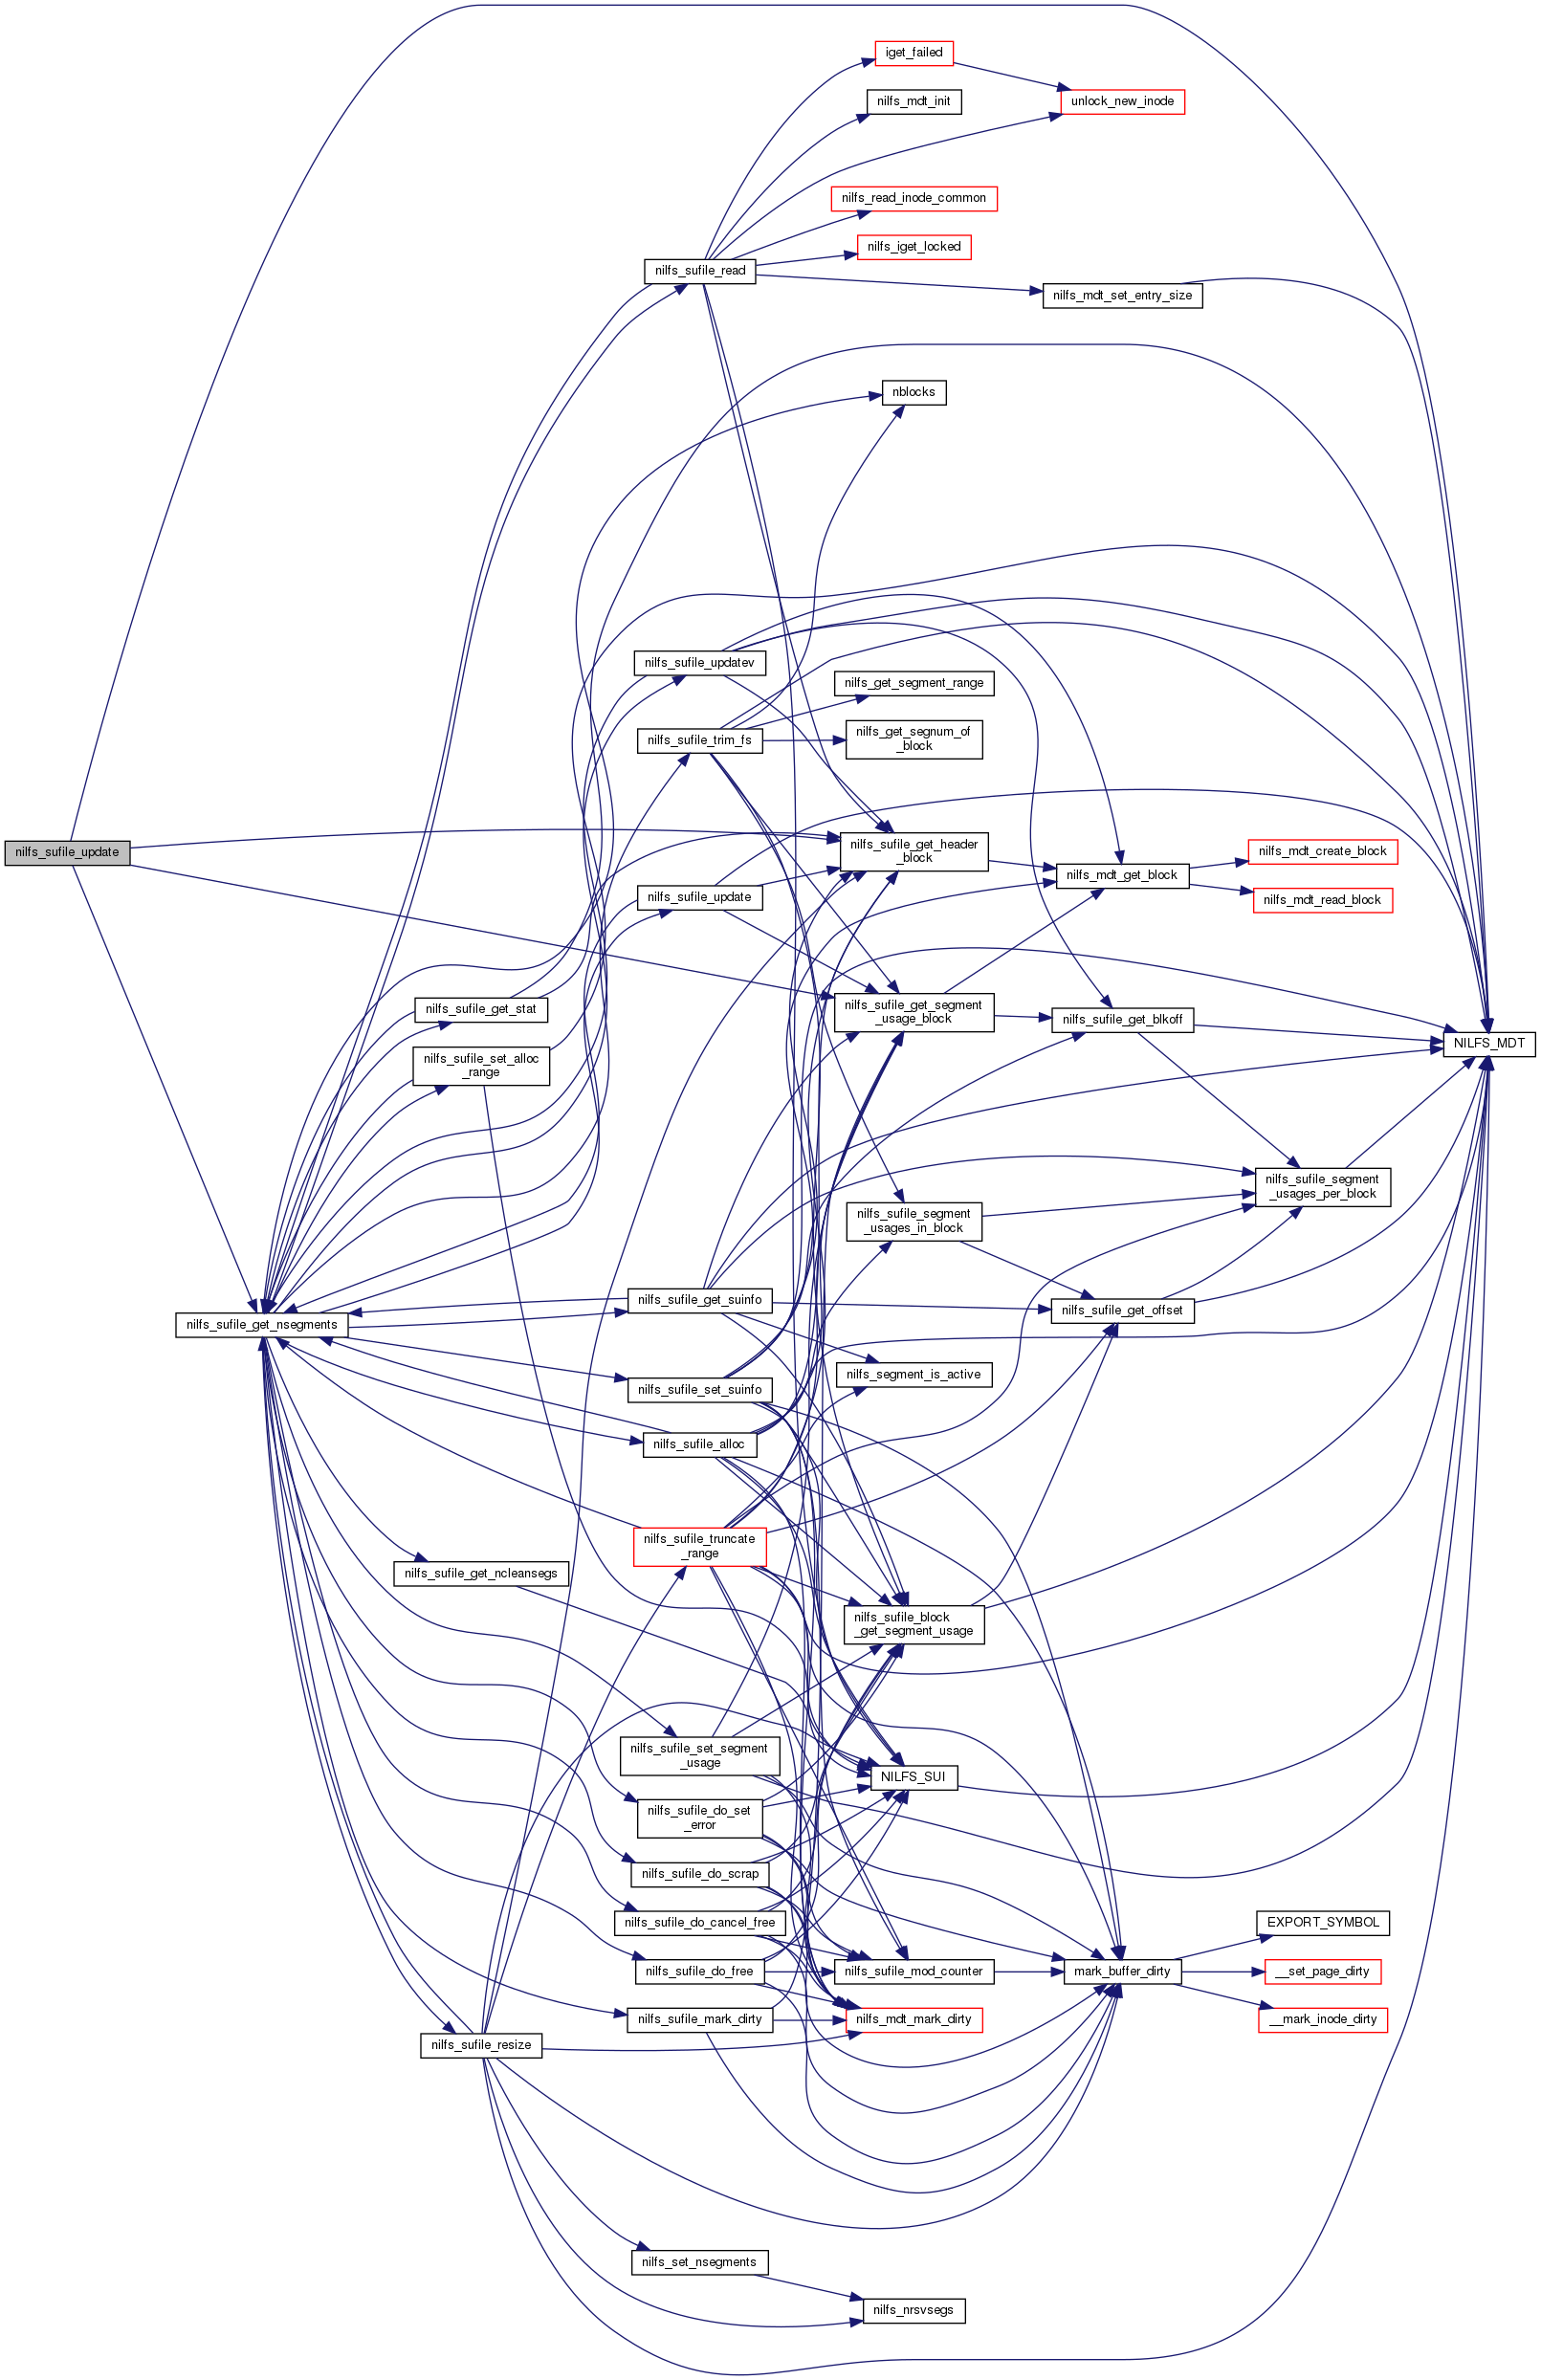 iget_failed
nilfs_mdt_init
unlock_new_inode
nilfs_read_inode_common
nilfs_iget_locked
nilfs_sufile_read
nilfs_mdt_set_entry_size
nblocks
nilfs_sufile_updatev
nilfs_get_segment_range
nilfs_sufile_trim_fs
nilfs_get_segnum_of
_block
nilfs_sufile_update
nilfs_sufile_get_header
_block
nilfs_mdt_create_block
nilfs_mdt_get_block
nilfs_sufile_update
nilfs_mdt_read_block
nilfs_sufile_get_stat
nilfs_sufile_get_segment
_usage_block
nilfs_sufile_get_blkoff
NILFS_MDT
nilfs_sufile_set_alloc
_range
nilfs_sufile_segment
_usages_per_block
nilfs_sufile_segment
_usages_in_block
nilfs_sufile_get_suinfo
nilfs_sufile_get_offset
nilfs_sufile_get_nsegments
nilfs_segment_is_active
nilfs_sufile_set_suinfo
nilfs_sufile_alloc
nilfs_sufile_truncate
_range
nilfs_sufile_get_ncleansegs
nilfs_sufile_block
_get_segment_usage
nilfs_sufile_set_segment
_usage
NILFS_SUI
nilfs_sufile_do_set
_error
nilfs_sufile_do_scrap
nilfs_sufile_do_cancel_free
EXPORT_SYMBOL
nilfs_sufile_do_free
nilfs_sufile_mod_counter
mark_buffer_dirty
__set_page_dirty
nilfs_sufile_mark_dirty
nilfs_mdt_mark_dirty
__mark_inode_dirty
nilfs_sufile_resize
nilfs_set_nsegments
nilfs_nrsvsegs